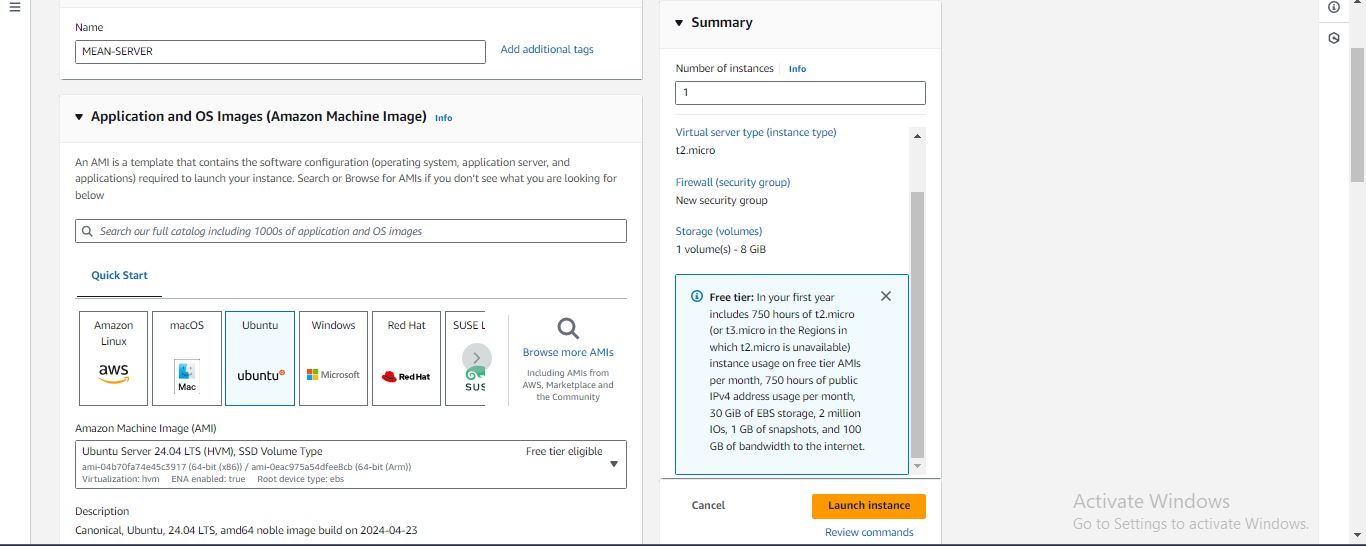 Name
MEAN-SERVER
Add additional tags
Application and OS Images (Amazon Machine Image) Info
An AMI is a template that contains the software configuration (operating system, application server, and
applications) required to launch your instance. Search or Browse for AMIs if you don't see what you are looking for
below
Search our full catalog including 1000s of application and OS images
Quick Start
Amazon
Linux
aws
macOS
Mac
Ubuntu
ubuntu
Windows
Microsoft
Red Hat
Red Hat
SUSE L
SUS
Browse more AMIs
Including AMIs from
AWS, Marketplace and
the Community
Amazon Machine Image (AMI)
Ubuntu Server 24.04 LTS (HVM), SSD Volume Type
Free tier eligible
ami-04b70fa74e45c3917 (64-bit (x86)) / ami-0eac975a54dfee8cb (64-bit (Arm))
Virtualization: hvm ENA enabled: true Root device type: ebs
Description
Canonical, Ubuntu, 24.04 LTS, amd64 noble image build on 2024-04-23
Summary
Number of instances Info
1
Virtual server type (instance type)
t2.micro
Firewall (security group)
New security group
Storage (volumes)
1 volume(s) - 8 GiB
Free tier: In your first year
includes 750 hours of t2.micro
(or t3.micro in the Regions in
which t2.micro is unavailable)
instance usage on free tier AMIs
per month, 750 hours of public
IPv4 address usage per month,
30 GiB of EBS storage, 2 million
IOs, 1 GB of snapshots, and 100
GB of bandwidth to the internet.
Cancel
Launch instance
Review commands
Activate Windows
Go to Settings to activate Windows.